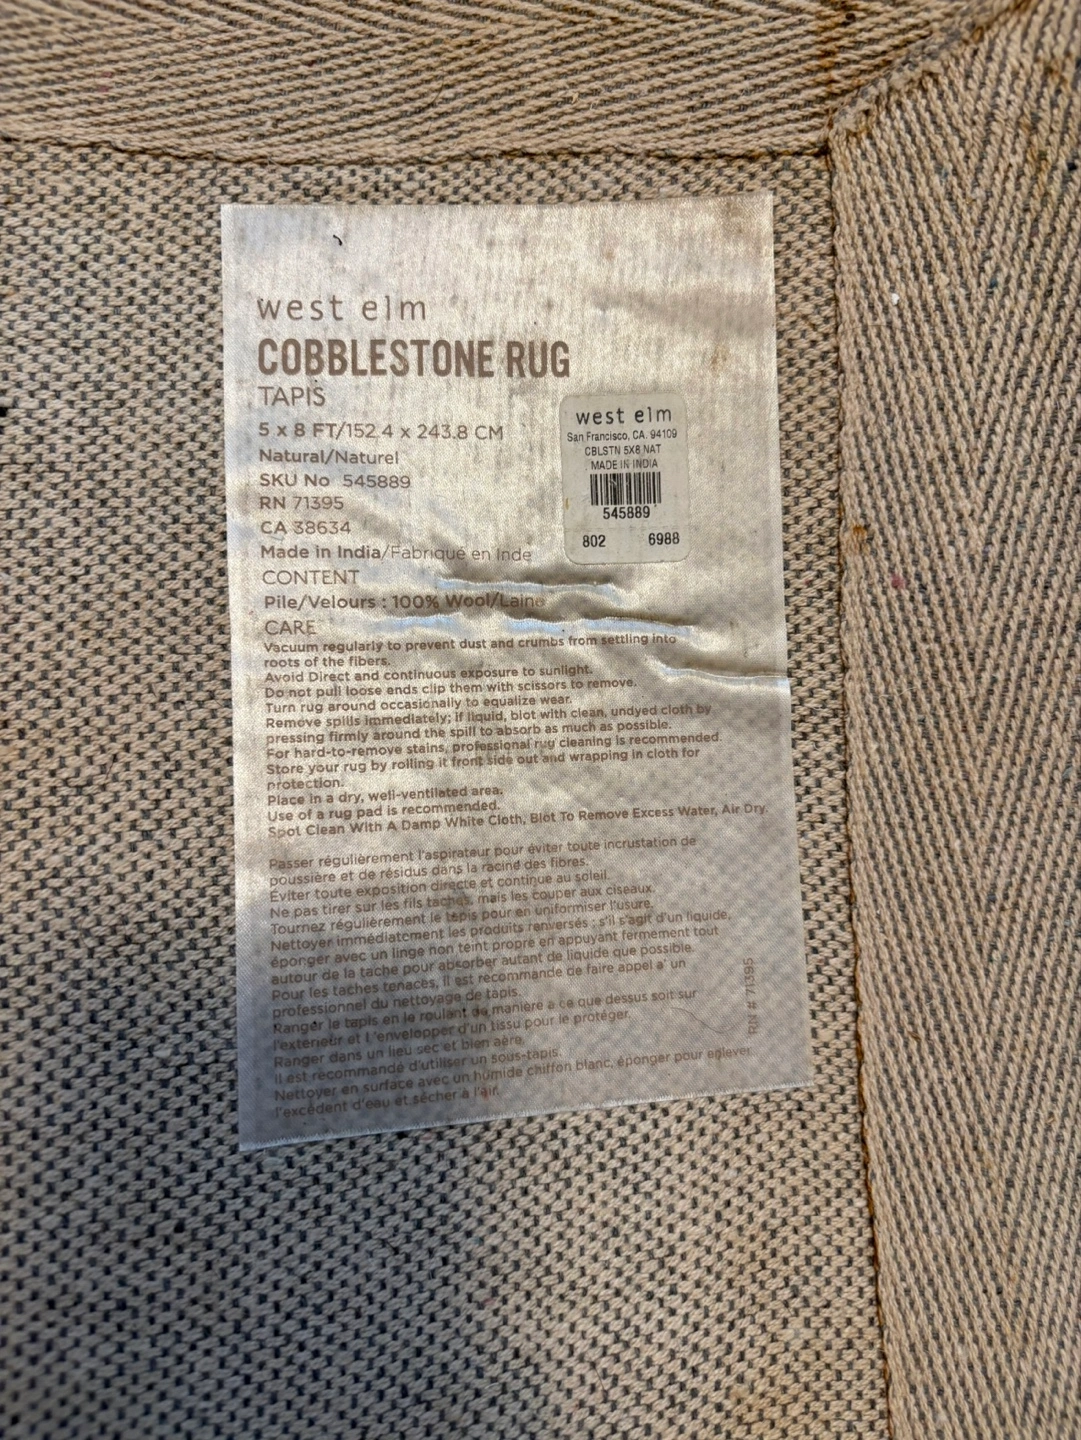 west elm
COBBLESTONE RUG
TAPIS
5 x 8 FT/152.4 x 243.8 CM
Natural/Naturel
SKU No 545889
RN 71395
CA 38634
Made in India/Fabriqué en Inde
CONTENT
Pile/Velours : 100% Wool/Laine
CARE
Vacuum regularly to prevent dust and crumbs from settling into
roots of the fibers.
Avoid Direct and continuous exposure to sunlight.
Do not pull loose ends clip them with scissors to remove.
Turn rug around occasionally to equalize wear.
Remove spills immediately; if liquid, blot with clean, undyed cloth by
pressing firmly around the spill to absorb as much as possible.
For hard-to-remove stains, professional rug cleaning is recommended.
Store your rug by rolling it front side out and wrapping in cloth for
protection.
Place in a dry, well-ventilated area.
Use of a rug pad is recommended.
Spot Clean With A Damp White Cloth, Blot To Remove Excess Water, Air Dry.
Passer régulièrement l'aspirateur pour éviter toute incrustation de
poussière et de résidus dans la racine des fibres.
Éviter toute exposition directe et continue au soleil.
Ne pas tirer sur les fils tachés, mais les couper aux ciseaux.
Tournez régulièrement le tapis pour en uniformiser l'usure.
Nettoyer immédiatement les produits renversés : s'il s'agit d'un liquide,
éponger avec un linge non teint propre en appuyant fermement tout
autour de la tache pour absorber autant de liquide que possible.
Pour les taches tenaces, il est recommandé de faire appel a' un
professionnel du nettoyage de tapis.
Ranger le tapis en le roulant de manière à ce que dessus soit sur
l'extérieur et l'envelopper d'un tissu pour le protéger.
Ranger dans un lieu sec et bien aéré.
Il est recommandé d'utiliser un sous-tapis.
Nettoyer en surface avec un humide chiffon blanc, éponger pour enlever
l'excédent d'eau et sécher à l'air.
RN # 71395
west elm
San Francisco, CA. 94109
CBLSTN 5X8 NAT
MADE IN INDIA
545889
802 6988